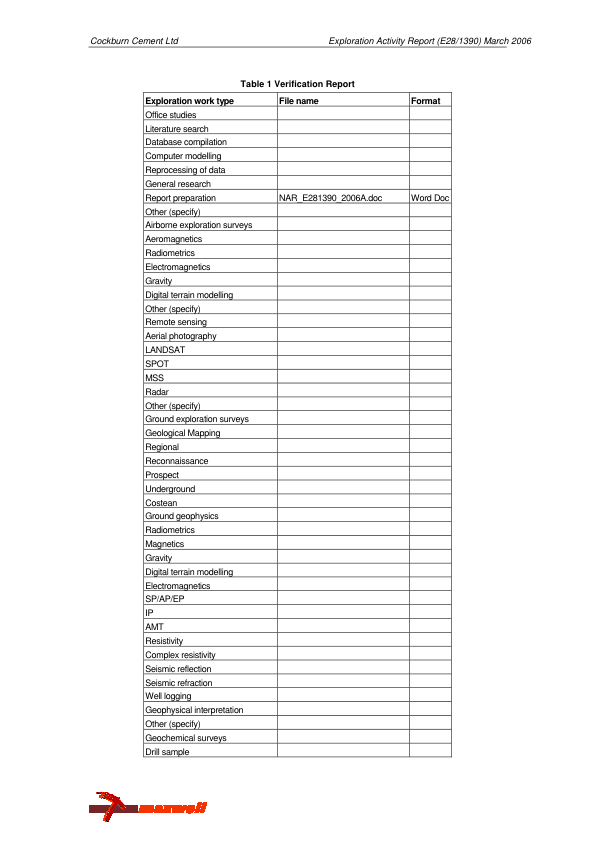 Cockburn Cement Ltd Exploration Activity Report (E28/1390) March 2006
Table 1 Verification Report
Exploration work type File name Format
Office studies
Literature search
Database compilation
Computer modelling
Reprocessing of data
General research
Report preparation NAR_E281390_2006A.doc Word Doc
Other (specify)
Airborne exploration surveys
Aeromagnetics
Radiometrics
Electromagnetics
Gravity
Digital terrain modelling
Other (specify)
Remote sensing
Aerial photography
LANDSAT
SPOT
MSS
Radar
Other (specify)
Ground exploration surveys
Geological Mapping
Regional
Reconnaissance
Prospect
Underground
Costean
Ground geophysics
Radiometrics
Magnetics
Gravity
Digital terrain modelling
Electromagnetics
SP/AP/EP
IP
AMT
Resistivity
Complex resistivity
Seismic reflection
Seismic refraction
Well logging
Geophysical interpretation
Other (specify)
Geochemical surveys
Drill sample
maxwell